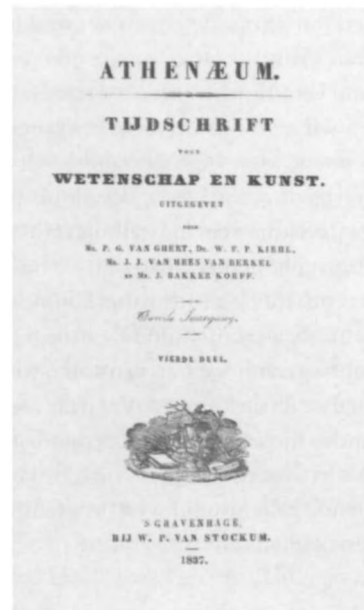 ATHENÆUM.
TIJDSCHRIFT
VOOR
WETENSCHAP EN KUNST.
UITGEGEVEN
DOOR
Mr. P. G. VAN GHERT, Dr. W. F. P. KIEHL,
Mr. J. J. VAN HEES VAN BERKEL
EN Mr. J. BAKKER KORFF.
Jaargang.
VIERDE DEEL.
'S GRAVENHAGE,
BIJ W. P. VAN STOCKUM.
1837.